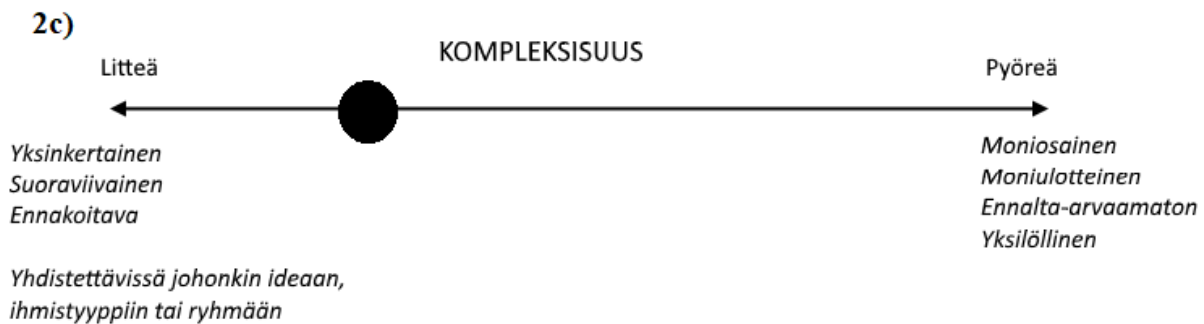 2c)
KOMPLEKSISUUS
Litteä
Pyöreä
Yksinkertainen
Suoraviivainen
Ennakoitava
Yhdistettävissä johonkin ideaan,
ihmistyyppiin tai ryhmään
Moniosainen
Moniulotteinen
Ennalta-arvaamaton
Yksilöllinen